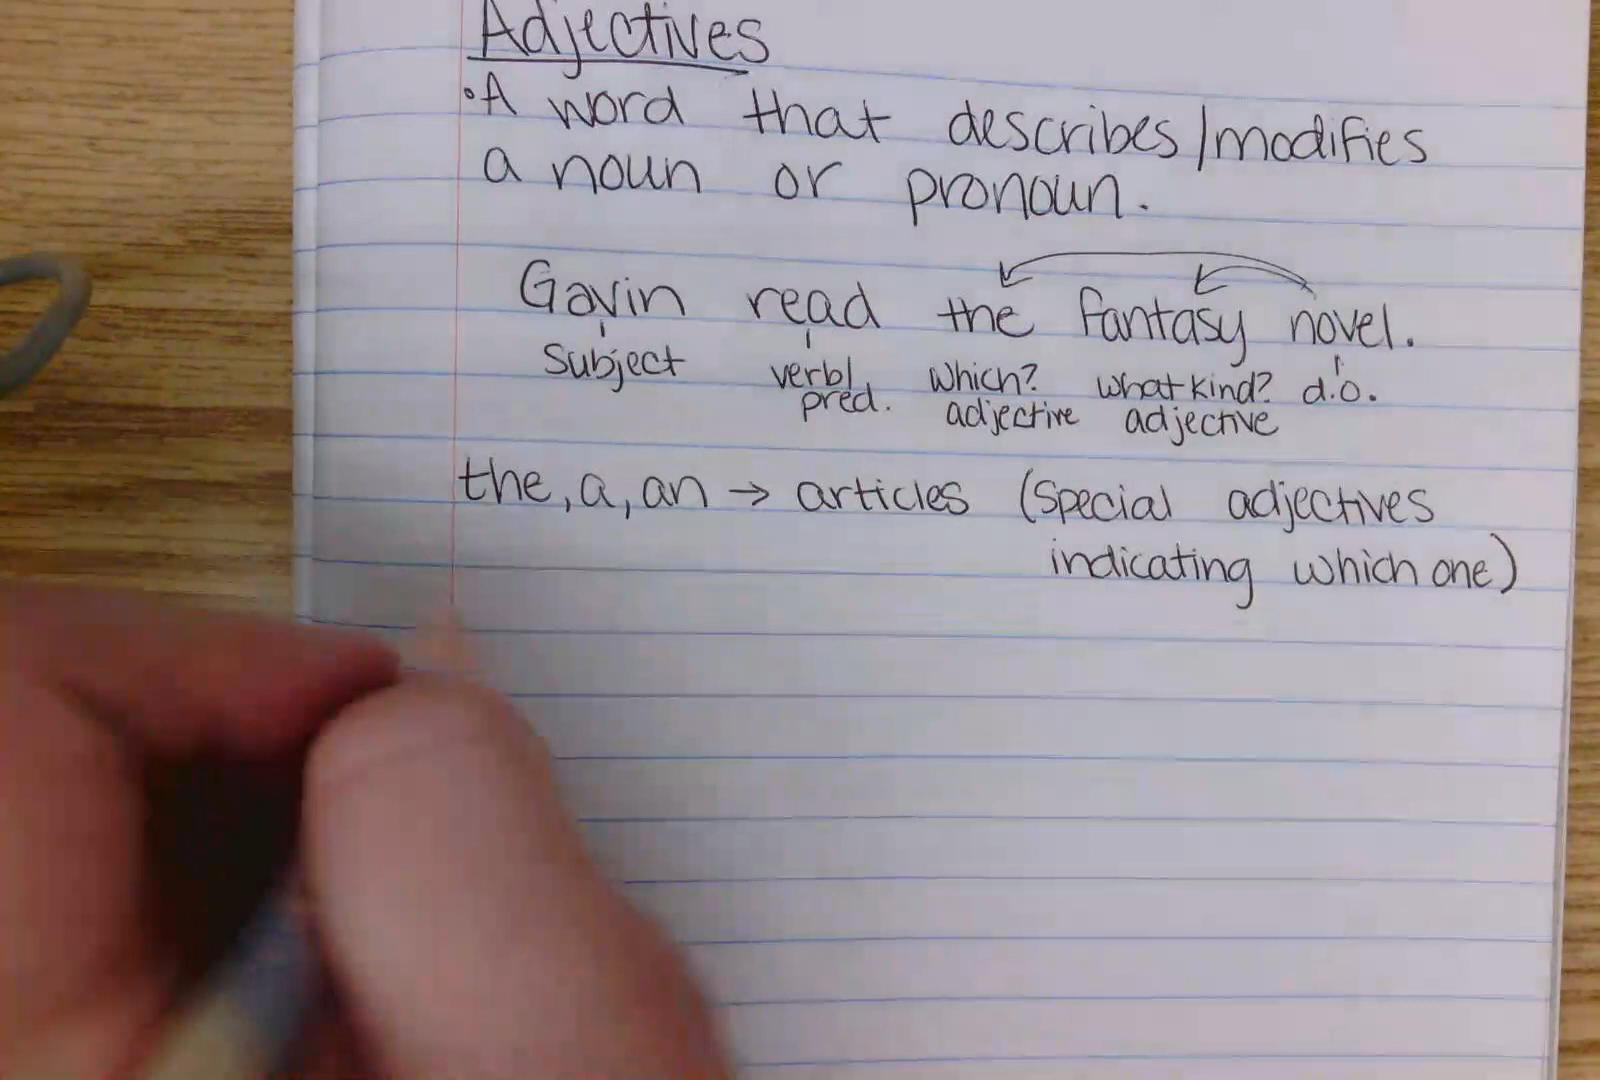 Adjectives
• A word that describes/modifies
a noun or pronoun.
Gavin read the fantasy novel.
subject verb/ which? what kind? d.o.
pred. adjective adjective
the, a, an → articles (special adjectives
indicating which one)